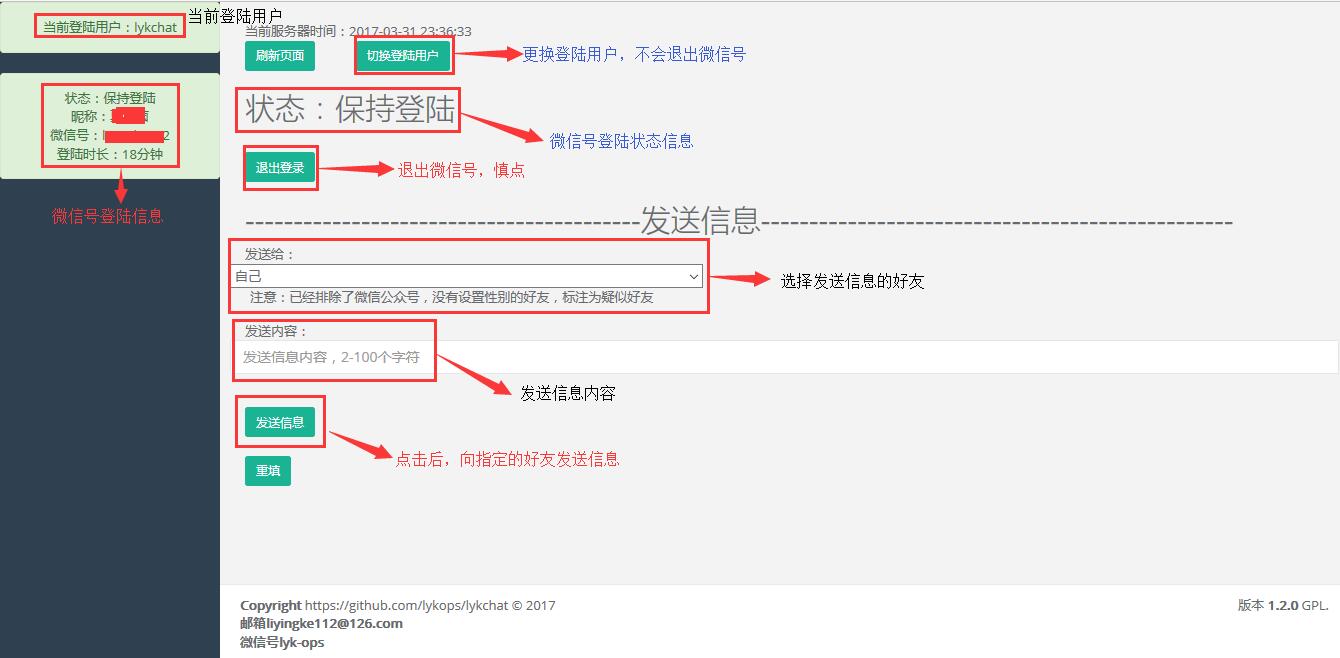 当前登陆用户：lykchat
当前登陆用户
当前服务器时间：2017-03-31 23:36:33
刷新页面
切换登陆用户
更换登陆用户，不会退出微信号
状态：保持登陆
昵称：
微信号：l 2
登陆时长：18分钟
微信号登陆信息
状态：保持登陆
微信号登陆状态信息
退出登录
退出微信号，慎点
----------------------------------------发送信息------------------------------------------------
发送给：
自己
注意：已经排除了微信公众号，没有设置性别的好友，标注为疑似好友
选择发送信息的好友
发送内容：
发送信息内容，2-100个字符
发送信息内容
发送信息
点击后，向指定的好友发送信息
重填
Copyright https://github.com/lykops/lykchat © 2017
版本 1.2.0 GPL.
邮箱liyingke112@126.com
微信号lyk-ops